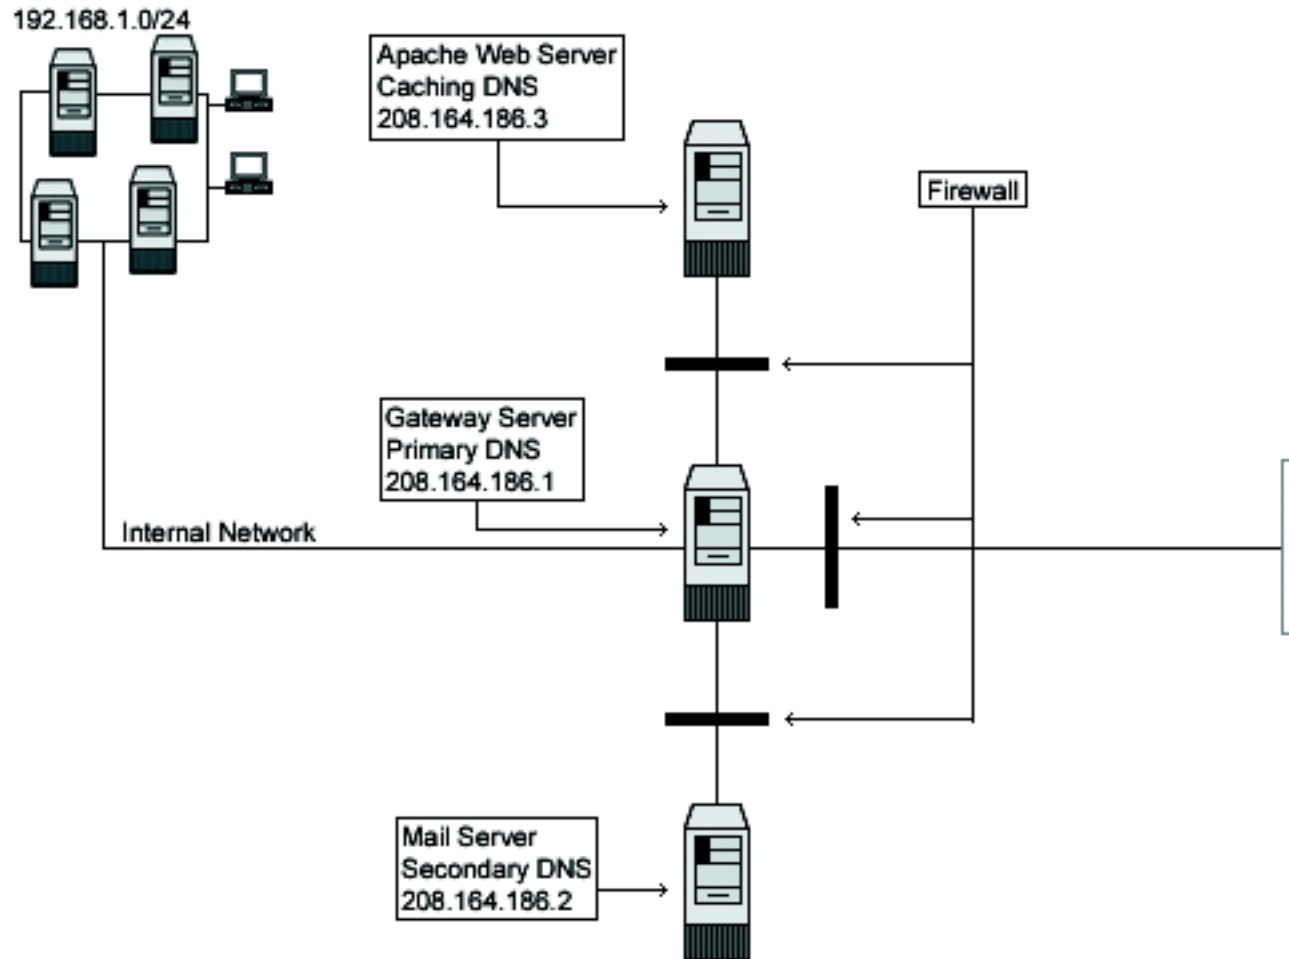 192.168.1.0/24
Apache Web Server
Caching DNS
208.164.186.3
Firewall
Gateway Server
Primary DNS
208.164.186.1
Internal Network
Mail Server
Secondary DNS
208.164.186.2